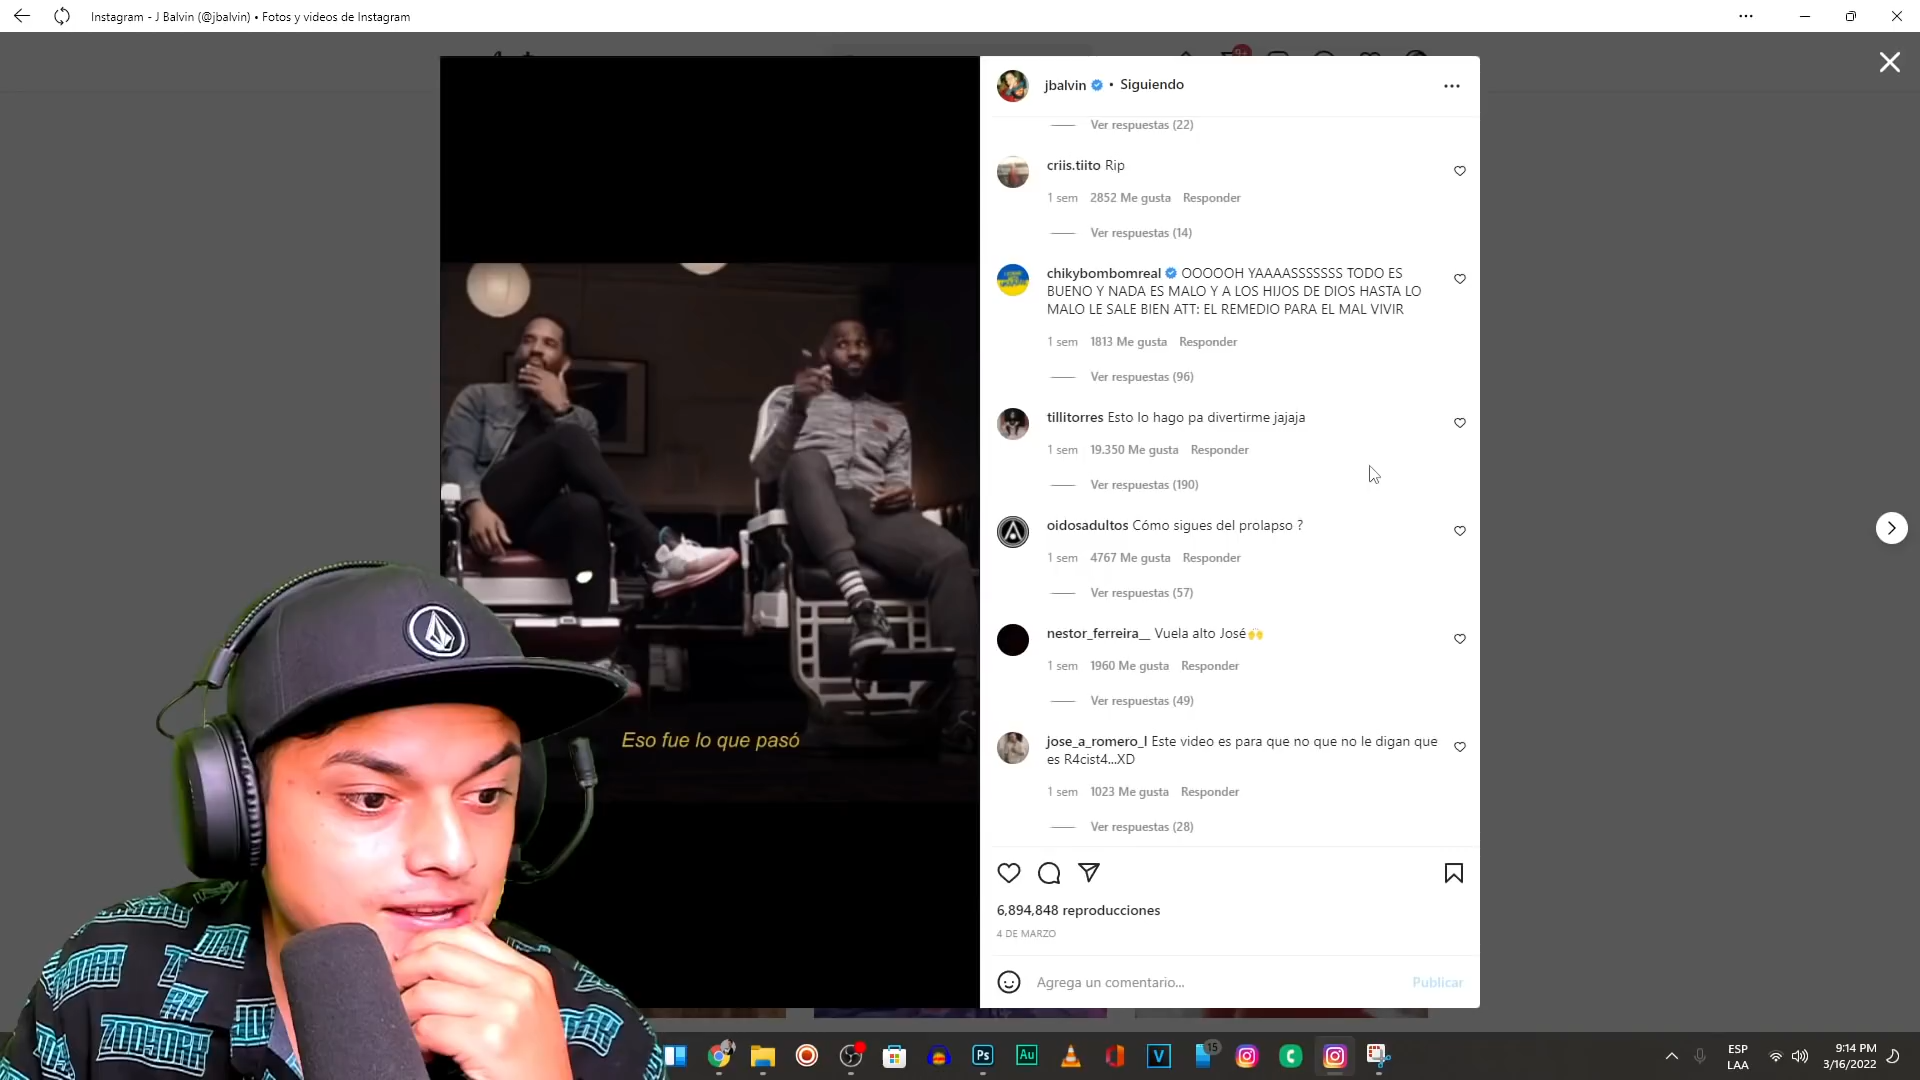 Instagram - J Balvin (@jbalvin) • Fotos y videos de Instagram
9+
jbalvin • Siguiendo
Ver respuestas (22)
criis.tiito Rip
1 sem 2852 Me gusta Responder
Ver respuestas (14)
chikybombomreal OOOOOH YAAAASSSSSSS TODO ES
BUENO Y NADA ES MALO Y A LOS HIJOS DE DIOS HASTA LO
MALO LE SALE BIEN ATT: EL REMEDIO PARA EL MAL VIVIR
1 sem 1813 Me gusta Responder
Ver respuestas (96)
tillitorres Esto lo hago pa divertirme jajaja
1 sem 19.350 Me gusta Responder
Ver respuestas (190)
oidosadultos Cómo sigues del prolapso ?
1 sem 4767 Me gusta Responder
Ver respuestas (57)
nestor_ferreira__ Vuela alto José🙌
1 sem 1960 Me gusta Responder
Ver respuestas (49)
jose_a_romero_l Este video es para que no que no le digan que
es R4cist4...XD
1 sem 1023 Me gusta Responder
Ver respuestas (28)
6,894,848 reproducciones
4 DE MARZO
Agrega un comentario... Publicar
Eso fue lo que pasó
ZOOYORK
Ps
Au
V
15
ESP
LAA
9:14 PM
3/16/2022